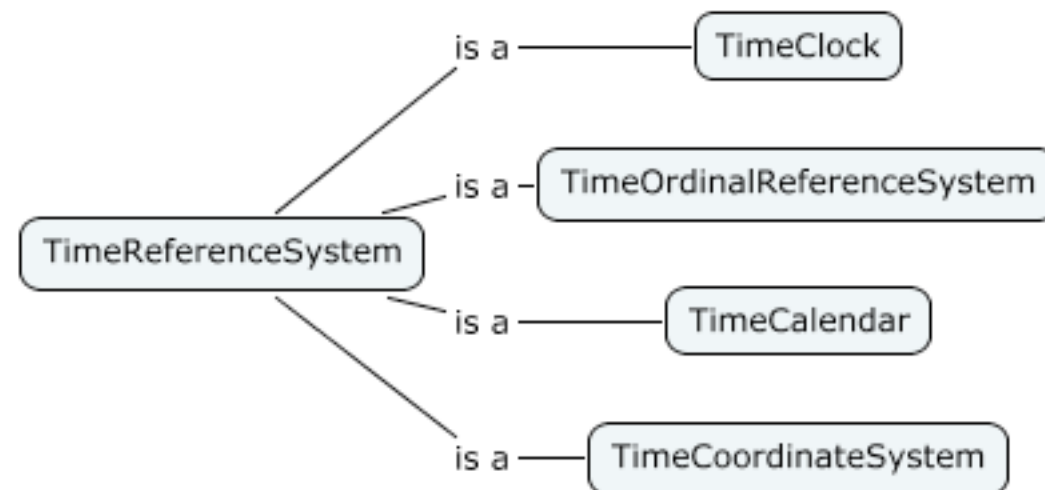 is a
TimeClock
is a
TimeOrdinalReferenceSystem
TimeReferenceSystem
is a
TimeCalendar
is a
TimeCoordinateSystem